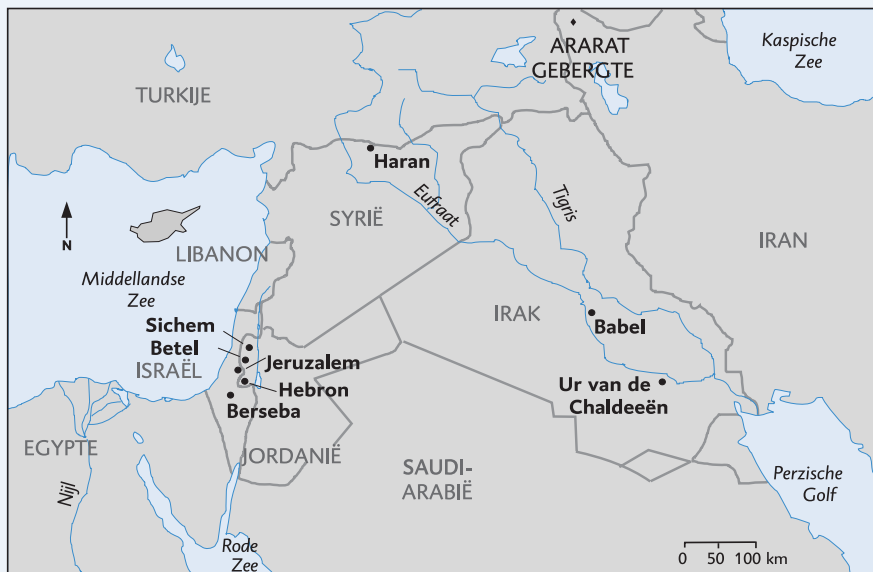 ARARAT
GEBERGTE
Kaspische
Zee
TURKIJE
Haran
Eufraat
Tigris
N
SYRIË
LIBANON
IRAN
Middellandse
Zee
IRAK
Babel
Sichem
Betel
Jeruzalem
ISRAËL
Hebron
Berseba
Ur van de
Chaldeeën
EGYPTE
JORDANIË
SAUDI-
ARABIË
Nijl
Perzische
Golf
Rode
Zee
0 50 100 km